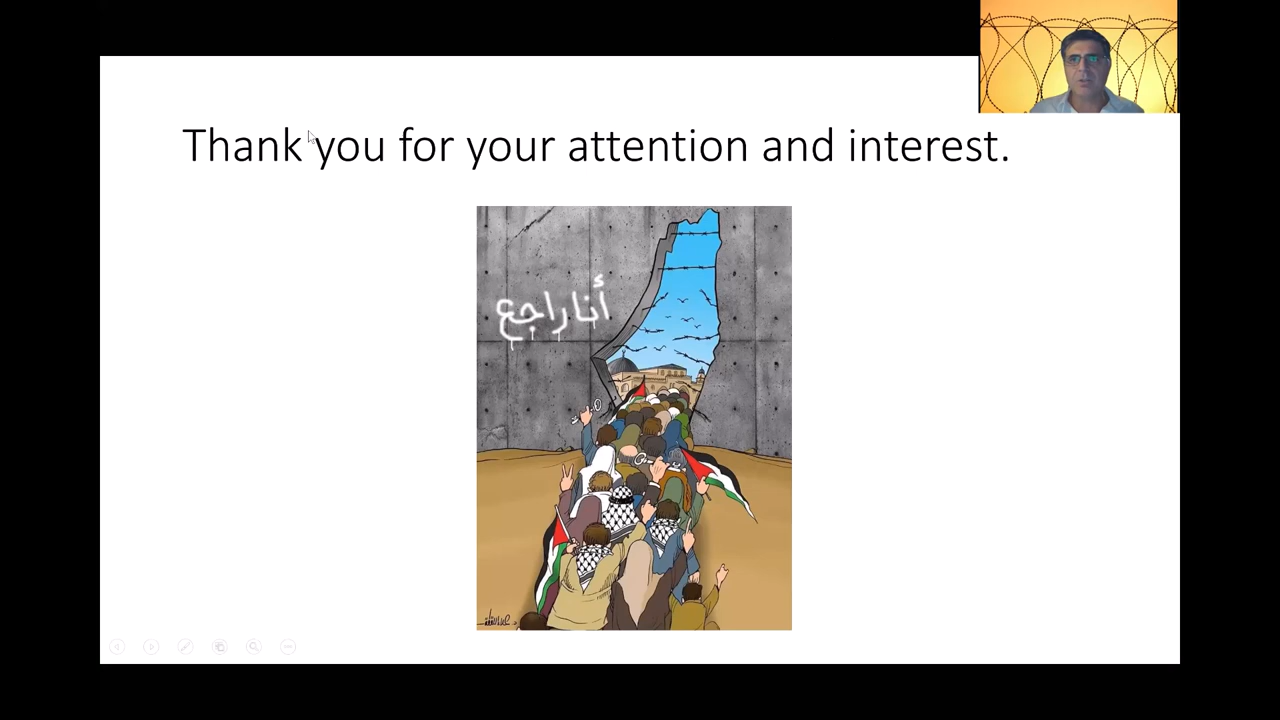 Thank you for your attention and interest.
أنا راجع